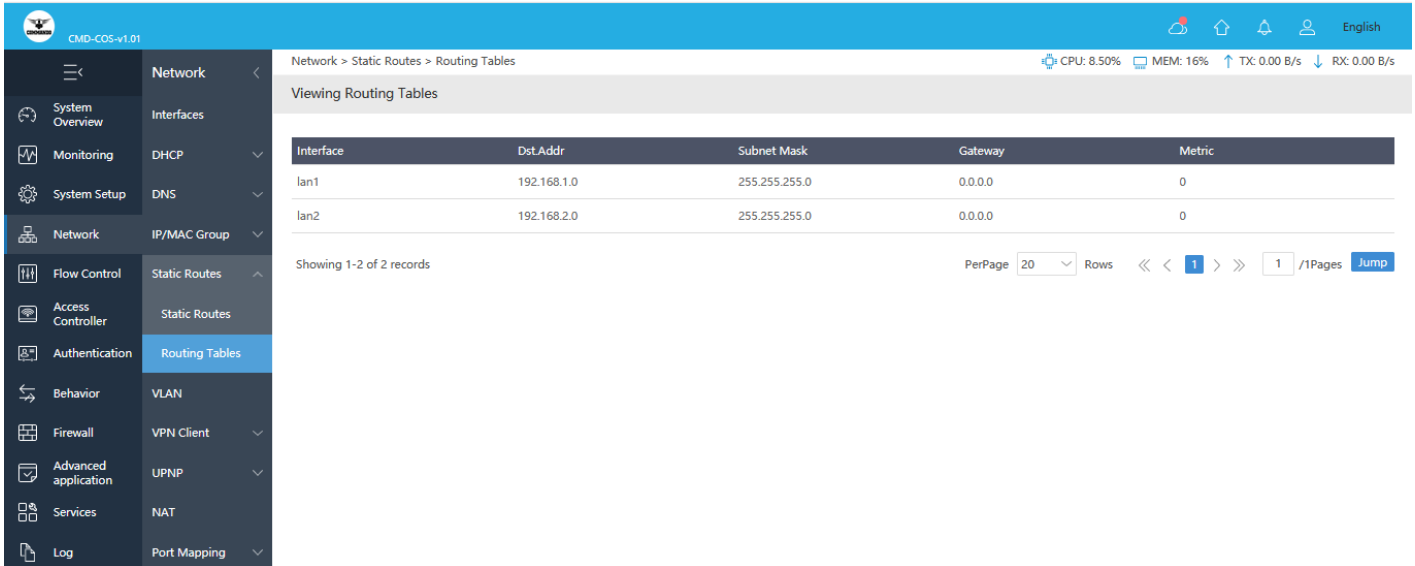 COMMANDO
CMD-COS-v1.01
English
Network
Network > Static Routes > Routing Tables
CPU: 8.50% MEM: 16% TX: 0.00 B/s RX: 0.00 B/s
Viewing Routing Tables
System
Overview
Monitoring
System Setup
Network
Flow Control
Access
Controller
Authentication
Behavior
Firewall
Advanced
application
Services
Log
Interfaces
DHCP
DNS
IP/MAC Group
Static Routes
Static Routes
Routing Tables
VLAN
VPN Client
UPNP
NAT
Port Mapping
Interface Dst.Addr Subnet Mask Gateway Metric
lan1 192.168.1.0 255.255.255.0 0.0.0.0 0
lan2 192.168.2.0 255.255.255.0 0.0.0.0 0
Showing 1-2 of 2 records PerPage 20 Rows 1 1 /1Pages Jump